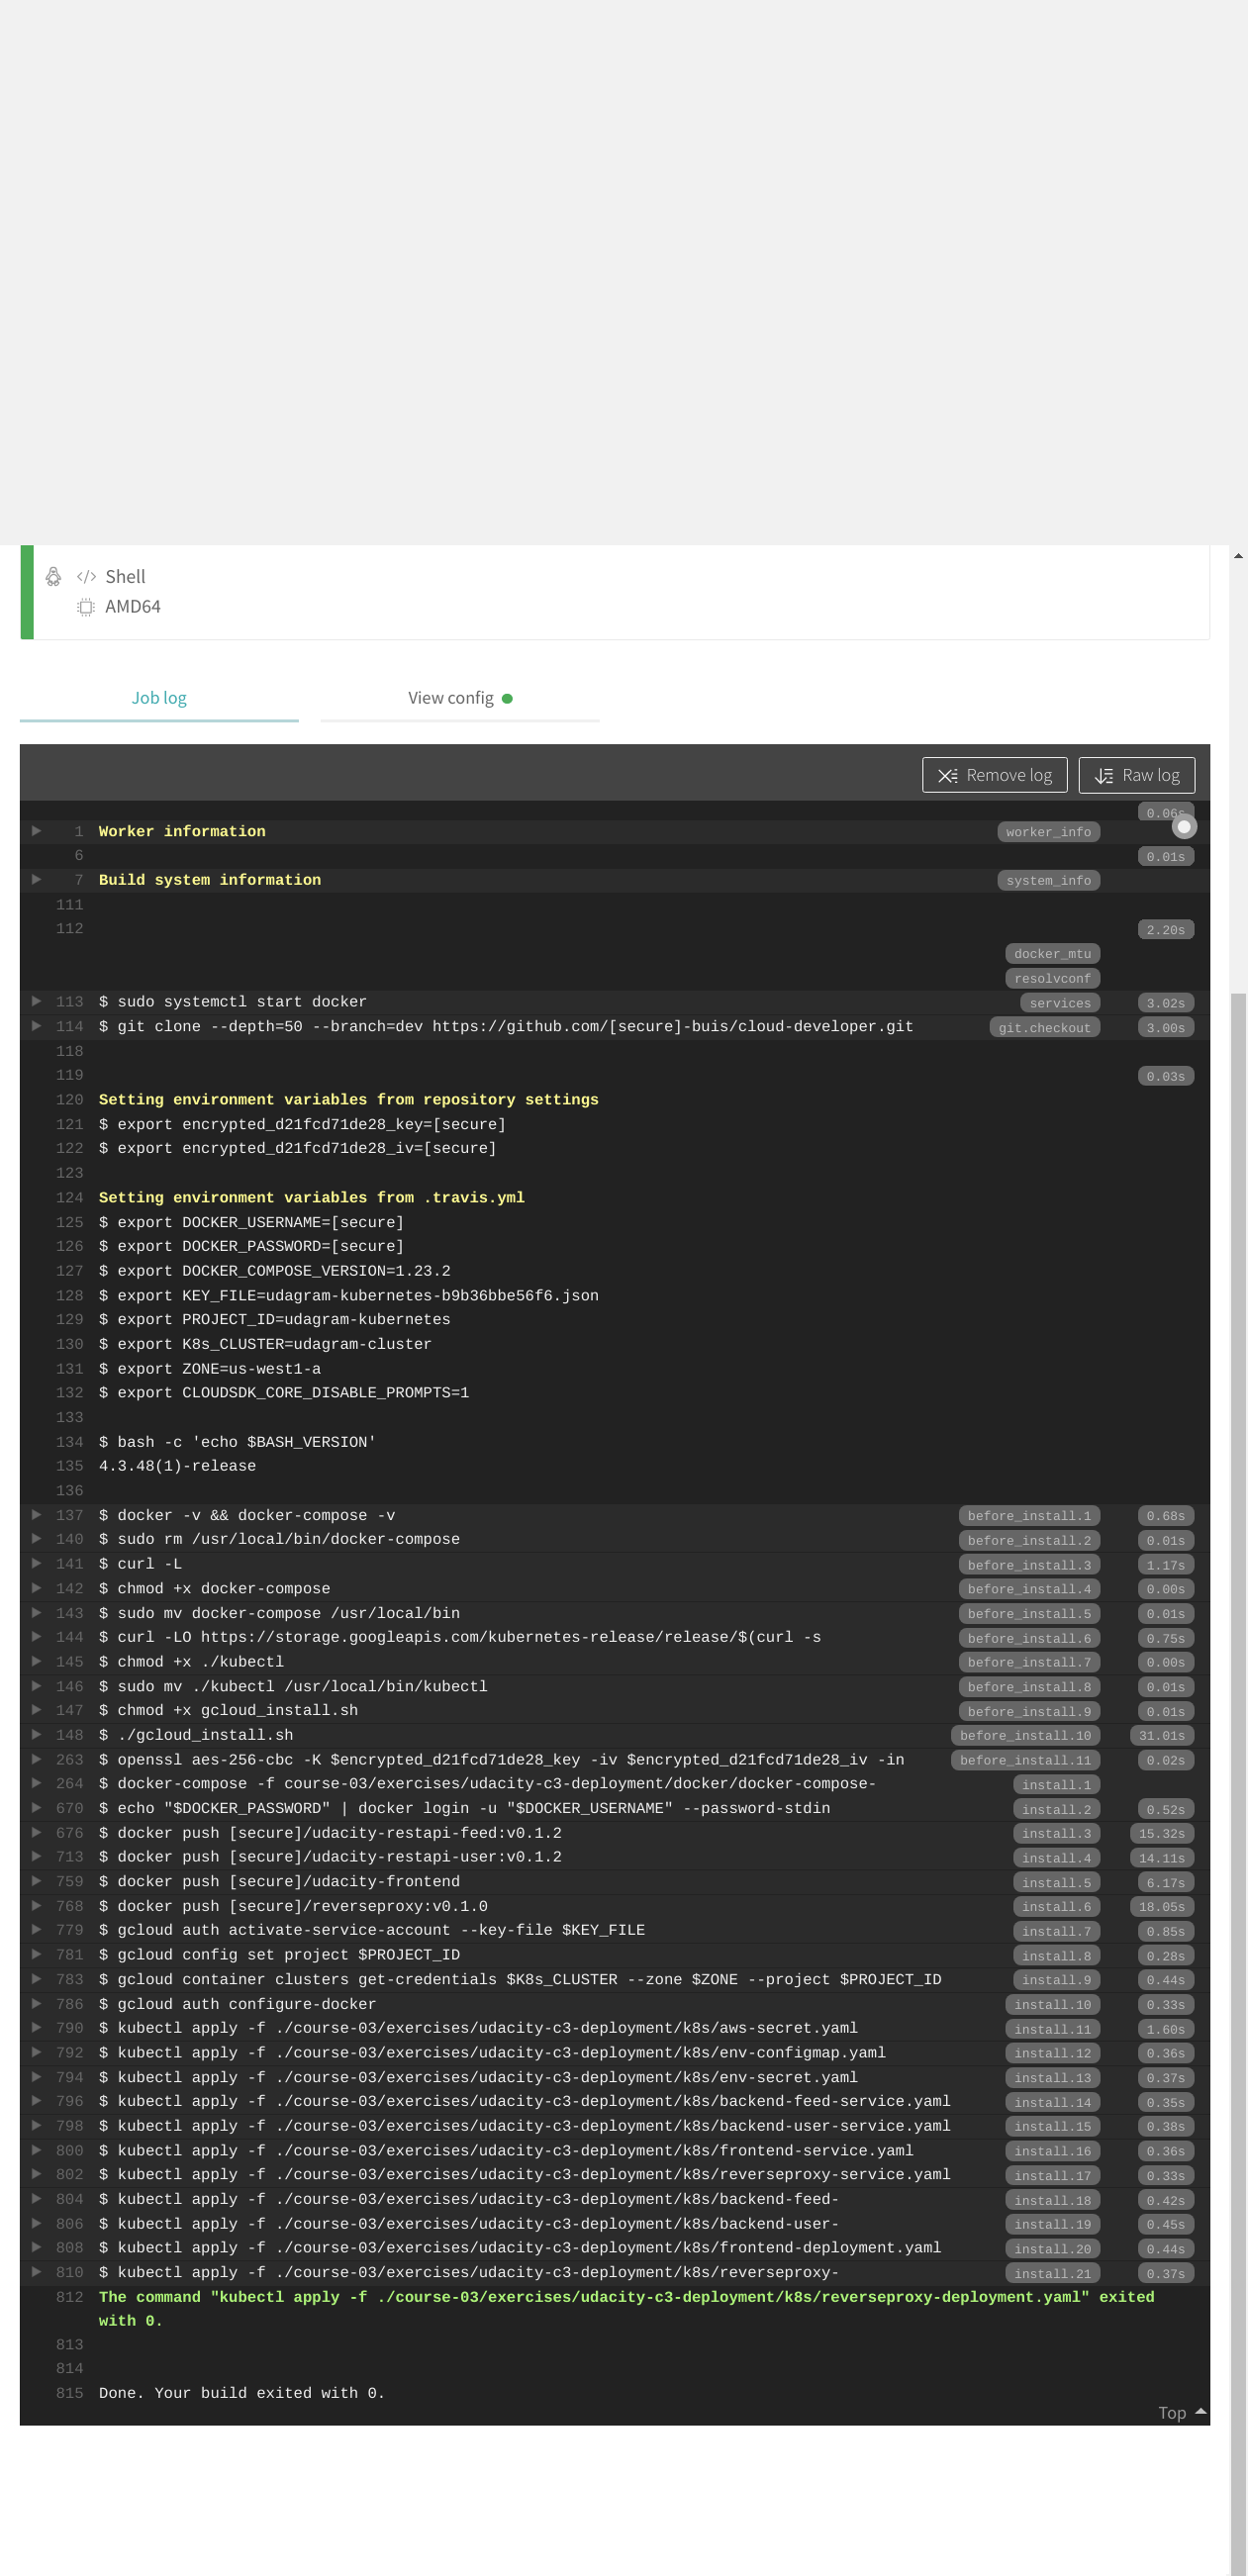 Shell
AMD64
Job log View config
Remove log Raw log
0.06s
1 Worker information worker_info
6 0.01s
7 Build system information system_info
111
112 2.20s
docker_mtu
resolvconf
113 $ sudo systemctl start docker services 3.02s
114 $ git clone --depth=50 --branch=dev https://github.com/[secure]-buis/cloud-developer.git git.checkout 3.00s
118
119 0.03s
120 Setting environment variables from repository settings
121 $ export encrypted_d21fcd71de28_key=[secure]
122 $ export encrypted_d21fcd71de28_iv=[secure]
123
124 Setting environment variables from .travis.yml
125 $ export DOCKER_USERNAME=[secure]
126 $ export DOCKER_PASSWORD=[secure]
127 $ export DOCKER_COMPOSE_VERSION=1.23.2
128 $ export KEY_FILE=udagram-kubernetes-b9b36bbe56f6.json
129 $ export PROJECT_ID=udagram-kubernetes
130 $ export K8s_CLUSTER=udagram-cluster
131 $ export ZONE=us-west1-a
132 $ export CLOUDSDK_CORE_DISABLE_PROMPTS=1
133
134 $ bash -c 'echo $BASH_VERSION'
135 4.3.48(1)-release
136
137 $ docker -v && docker-compose -v before_install.1 0.68s
140 $ sudo rm /usr/local/bin/docker-compose before_install.2 0.01s
141 $ curl -L before_install.3 1.17s
142 $ chmod +x docker-compose before_install.4 0.00s
143 $ sudo mv docker-compose /usr/local/bin before_install.5 0.01s
144 $ curl -LO https://storage.googleapis.com/kubernetes-release/release/$(curl -s before_install.6 0.75s
145 $ chmod +x ./kubectl before_install.7 0.00s
146 $ sudo mv ./kubectl /usr/local/bin/kubectl before_install.8 0.01s
147 $ chmod +x gcloud_install.sh before_install.9 0.01s
148 $ ./gcloud_install.sh before_install.10 31.01s
263 $ openssl aes-256-cbc -K $encrypted_d21fcd71de28_key -iv $encrypted_d21fcd71de28_iv -in before_install.11 0.02s
264 $ docker-compose -f course-03/exercises/udacity-c3-deployment/docker/docker-compose- install.1
670 $ echo "$DOCKER_PASSWORD" | docker login -u "$DOCKER_USERNAME" --password-stdin install.2 0.52s
676 $ docker push [secure]/udacity-restapi-feed:v0.1.2 install.3 15.32s
713 $ docker push [secure]/udacity-restapi-user:v0.1.2 install.4 14.11s
759 $ docker push [secure]/udacity-frontend install.5 6.17s
768 $ docker push [secure]/reverseproxy:v0.1.0 install.6 18.05s
779 $ gcloud auth activate-service-account --key-file $KEY_FILE install.7 0.85s
781 $ gcloud config set project $PROJECT_ID install.8 0.28s
783 $ gcloud container clusters get-credentials $K8s_CLUSTER --zone $ZONE --project $PROJECT_ID install.9 0.44s
786 $ gcloud auth configure-docker install.10 0.33s
790 $ kubectl apply -f ./course-03/exercises/udacity-c3-deployment/k8s/aws-secret.yaml install.11 1.60s
792 $ kubectl apply -f ./course-03/exercises/udacity-c3-deployment/k8s/env-configmap.yaml install.12 0.36s
794 $ kubectl apply -f ./course-03/exercises/udacity-c3-deployment/k8s/env-secret.yaml install.13 0.37s
796 $ kubectl apply -f ./course-03/exercises/udacity-c3-deployment/k8s/backend-feed-service.yaml install.14 0.35s
798 $ kubectl apply -f ./course-03/exercises/udacity-c3-deployment/k8s/backend-user-service.yaml install.15 0.38s
800 $ kubectl apply -f ./course-03/exercises/udacity-c3-deployment/k8s/frontend-service.yaml install.16 0.36s
802 $ kubectl apply -f ./course-03/exercises/udacity-c3-deployment/k8s/reverseproxy-service.yaml install.17 0.33s
804 $ kubectl apply -f ./course-03/exercises/udacity-c3-deployment/k8s/backend-feed- install.18 0.42s
806 $ kubectl apply -f ./course-03/exercises/udacity-c3-deployment/k8s/backend-user- install.19 0.45s
808 $ kubectl apply -f ./course-03/exercises/udacity-c3-deployment/k8s/frontend-deployment.yaml install.20 0.44s
810 $ kubectl apply -f ./course-03/exercises/udacity-c3-deployment/k8s/reverseproxy- install.21 0.37s
812 The command "kubectl apply -f ./course-03/exercises/udacity-c3-deployment/k8s/reverseproxy-deployment.yaml" exited
with 0.
813
814
815 Done. Your build exited with 0.
Top